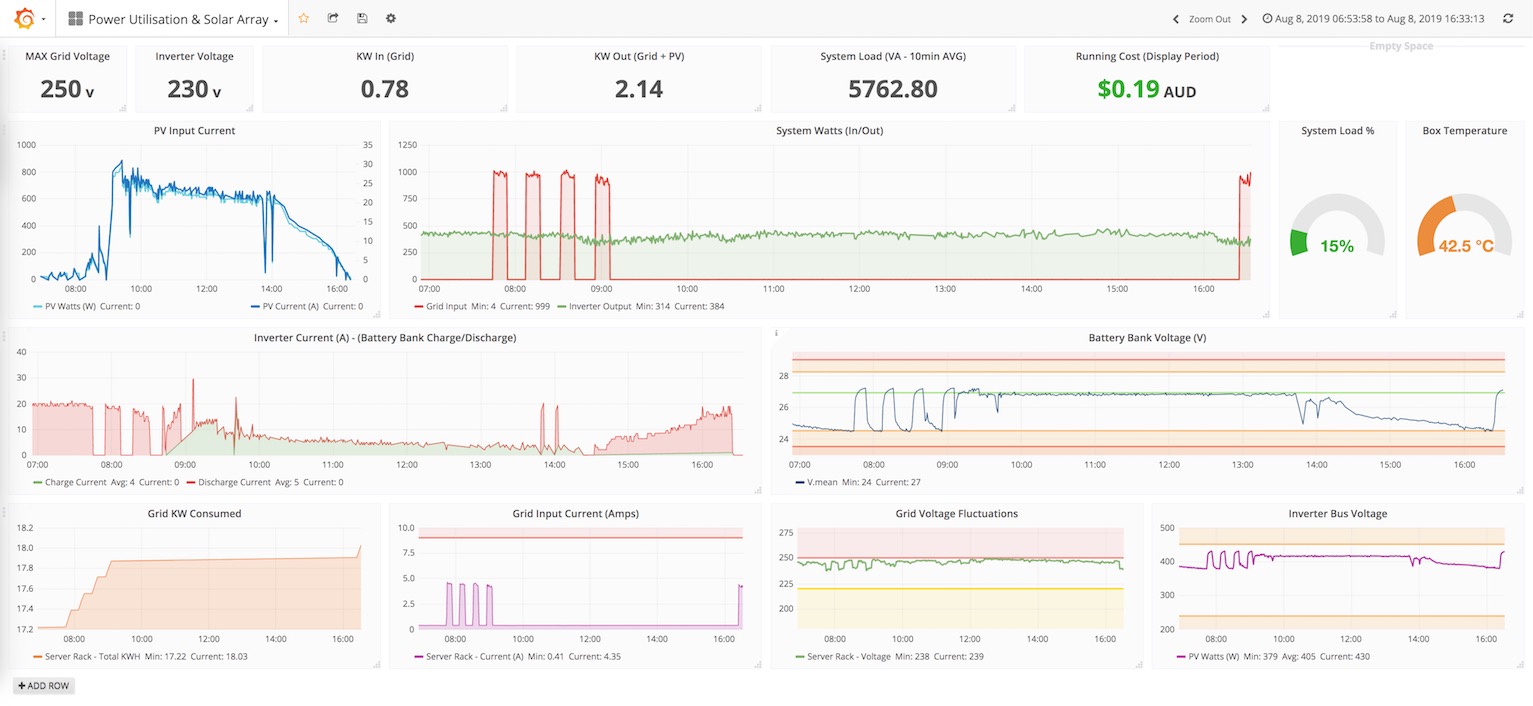 Power Utilisation & Solar Array
Zoom Out
Aug 8, 2019 06:53:58 to Aug 8, 2019 16:33:13
Empty Space
MAX Grid Voltage
250 v
Inverter Voltage
230 v
KW In (Grid)
0.78
KW Out (Grid + PV)
2.14
System Load (VA - 10min AVG)
5762.80
Running Cost (Display Period)
$0.19 AUD
PV Input Current
1000
800
600
400
200
0
35
30
25
20
15
10
5
0
08:00 10:00 12:00 14:00 16:00
PV Watts (W) Current: 0
PV Current (A) Current: 0
System Watts (In/Out)
1250
1000
750
500
250
0
07:00 08:00 09:00 10:00 11:00 12:00 13:00 14:00 15:00 16:00
Grid Input Min: 4 Current: 999 Inverter Output Min: 314 Current: 384
System Load %
15%
Box Temperature
42.5 °C
Inverter Current (A) - (Battery Bank Charge/Discharge)
40
30
20
10
0
07:00 08:00 09:00 10:00 11:00 12:00 13:00 14:00 15:00 16:00
Charge Current Avg: 4 Current: 0 Discharge Current Avg: 5 Current: 0
i
Battery Bank Voltage (V)
28
26
24
07:00 08:00 09:00 10:00 11:00 12:00 13:00 14:00 15:00 16:00
V.mean Min: 24 Current: 27
Grid KW Consumed
18.2
18.0
17.8
17.6
17.4
17.2
08:00 10:00 12:00 14:00 16:00
Server Rack - Total KWH Min: 17.22 Current: 18.03
Grid Input Current (Amps)
10.0
7.5
5.0
2.5
0
08:00 10:00 12:00 14:00 16:00
Server Rack - Current (A) Min: 0.41 Current: 4.35
Grid Voltage Fluctuations
275
250
225
200
08:00 10:00 12:00 14:00 16:00
Server Rack - Voltage Min: 238 Current: 239
Inverter Bus Voltage
500
400
300
200
08:00 10:00 12:00 14:00 16:00
PV Watts (W) Min: 379 Avg: 405 Current: 430
+ ADD ROW